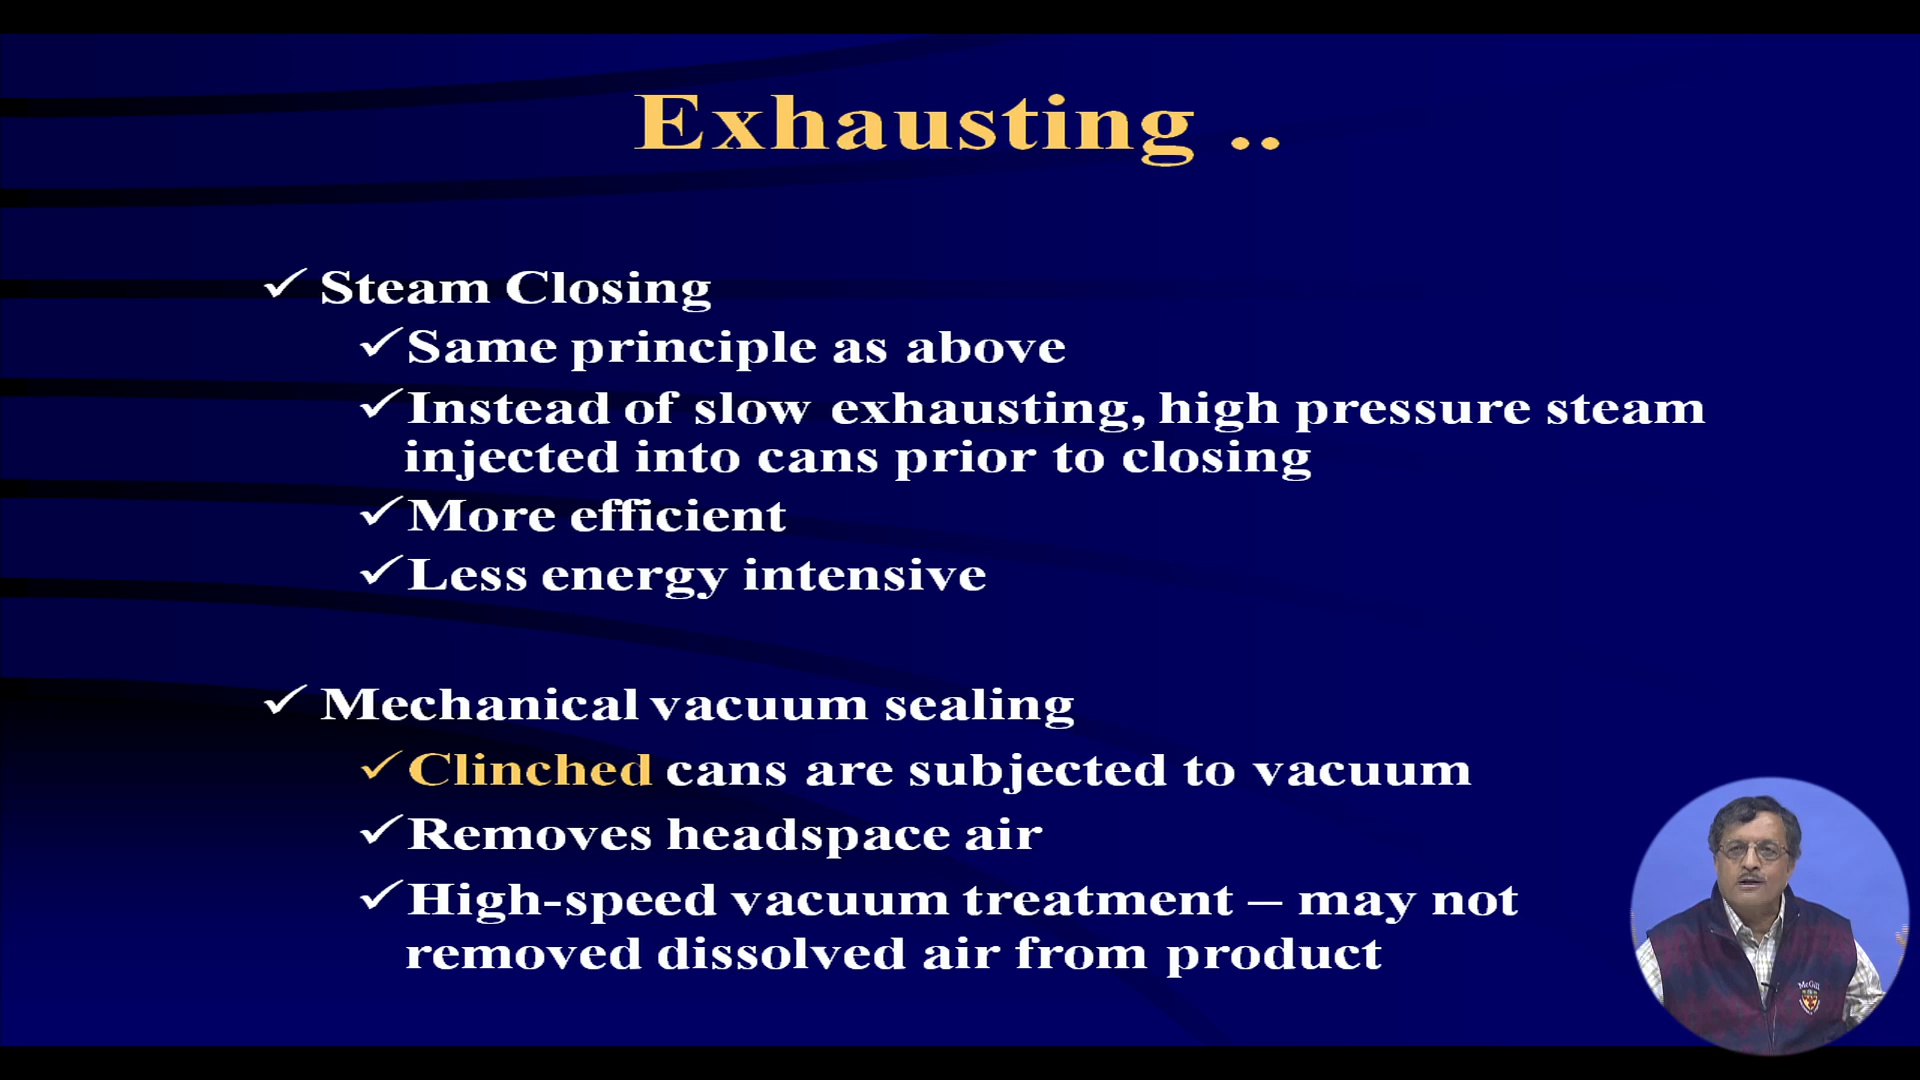 Exhausting ..
✓ Steam Closing
✓ Same principle as above
✓ Instead of slow exhausting, high pressure steam
injected into cans prior to closing
✓ More efficient
✓ Less energy intensive
✓ Mechanical vacuum sealing
✓ Clinched cans are subjected to vacuum
✓ Removes headspace air
✓ High-speed vacuum treatment – may not
removed dissolved air from product
McGill